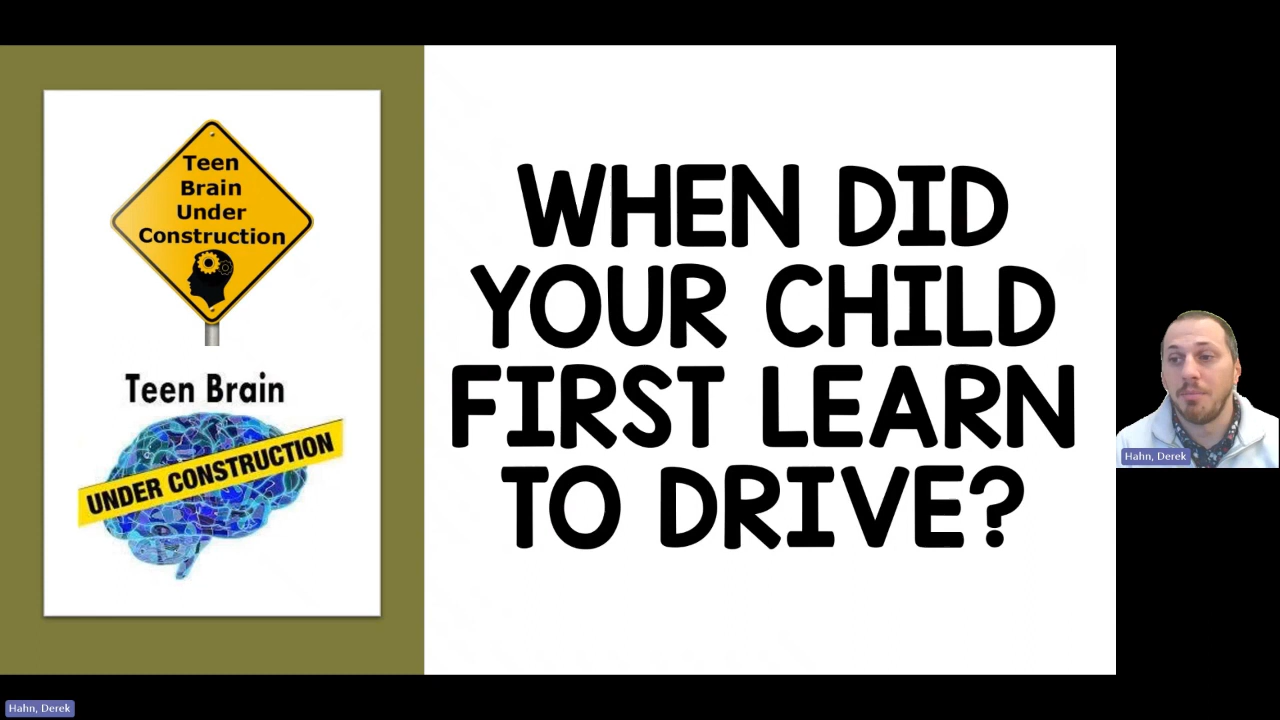 Teen
Brain
Under
Construction
Teen Brain
UNDER CONSTRUCTION
WHEN DID
YOUR CHILD
FIRST LEARN
TO DRIVE?
Hahn, Derek
Hahn, Derek